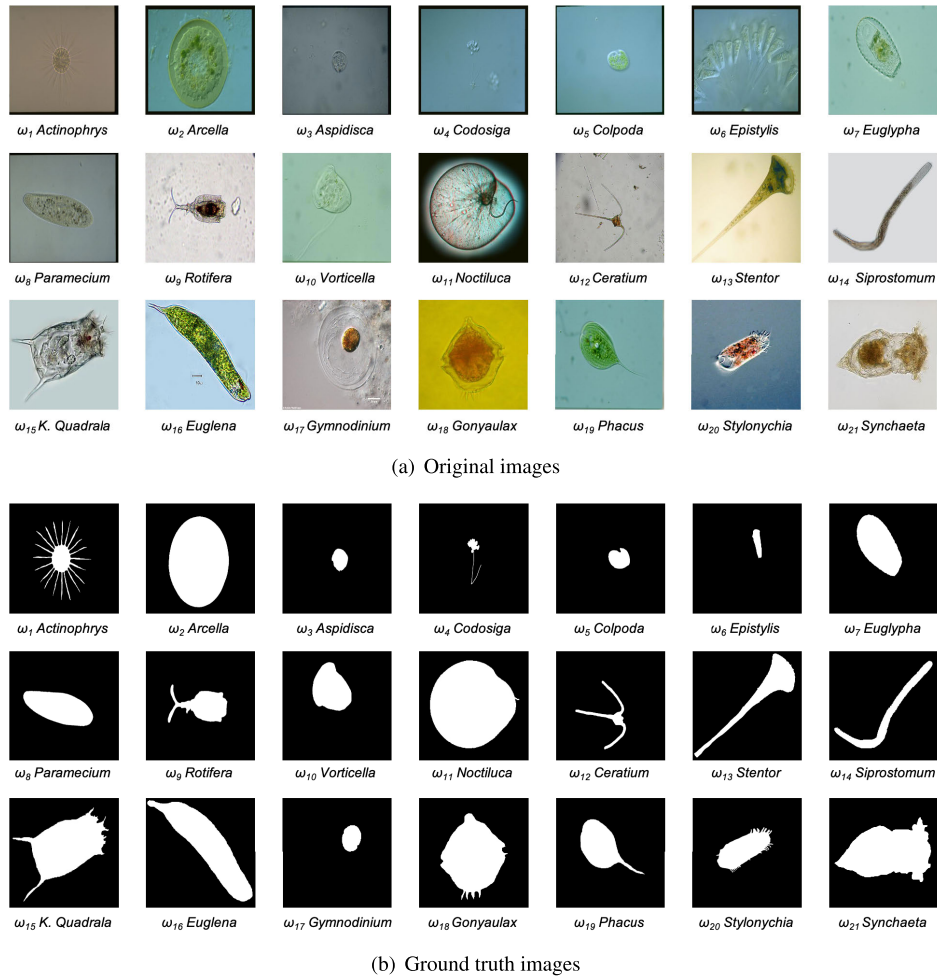 ω1 Actinophrys ω2 Arcella ω3 Aspidisca ω4 Codosiga ω5 Colpoda ω6 Epistylis ω7 Euglypha
ω8 Paramecium ω9 Rotifera ω10 Vorticella ω11 Noctiluca ω12 Ceratium ω13 Stentor ω14 Siprostomum
ω15 K. Quadrala ω16 Euglena ω17 Gymnodinium ω18 Gonyaulax ω19 Phacus ω20 Stylonychia ω21 Synchaeta
(a) Original images
ω1 Actinophrys ω2 Arcella ω3 Aspidisca ω4 Codosiga ω5 Colpoda ω6 Epistylis ω7 Euglypha
ω8 Paramecium ω9 Rotifera ω10 Vorticella ω11 Noctiluca ω12 Ceratium ω13 Stentor ω14 Siprostomum
ω15 K. Quadrala ω16 Euglena ω17 Gymnodinium ω18 Gonyaulax ω19 Phacus ω20 Stylonychia ω21 Synchaeta
(b) Ground truth images